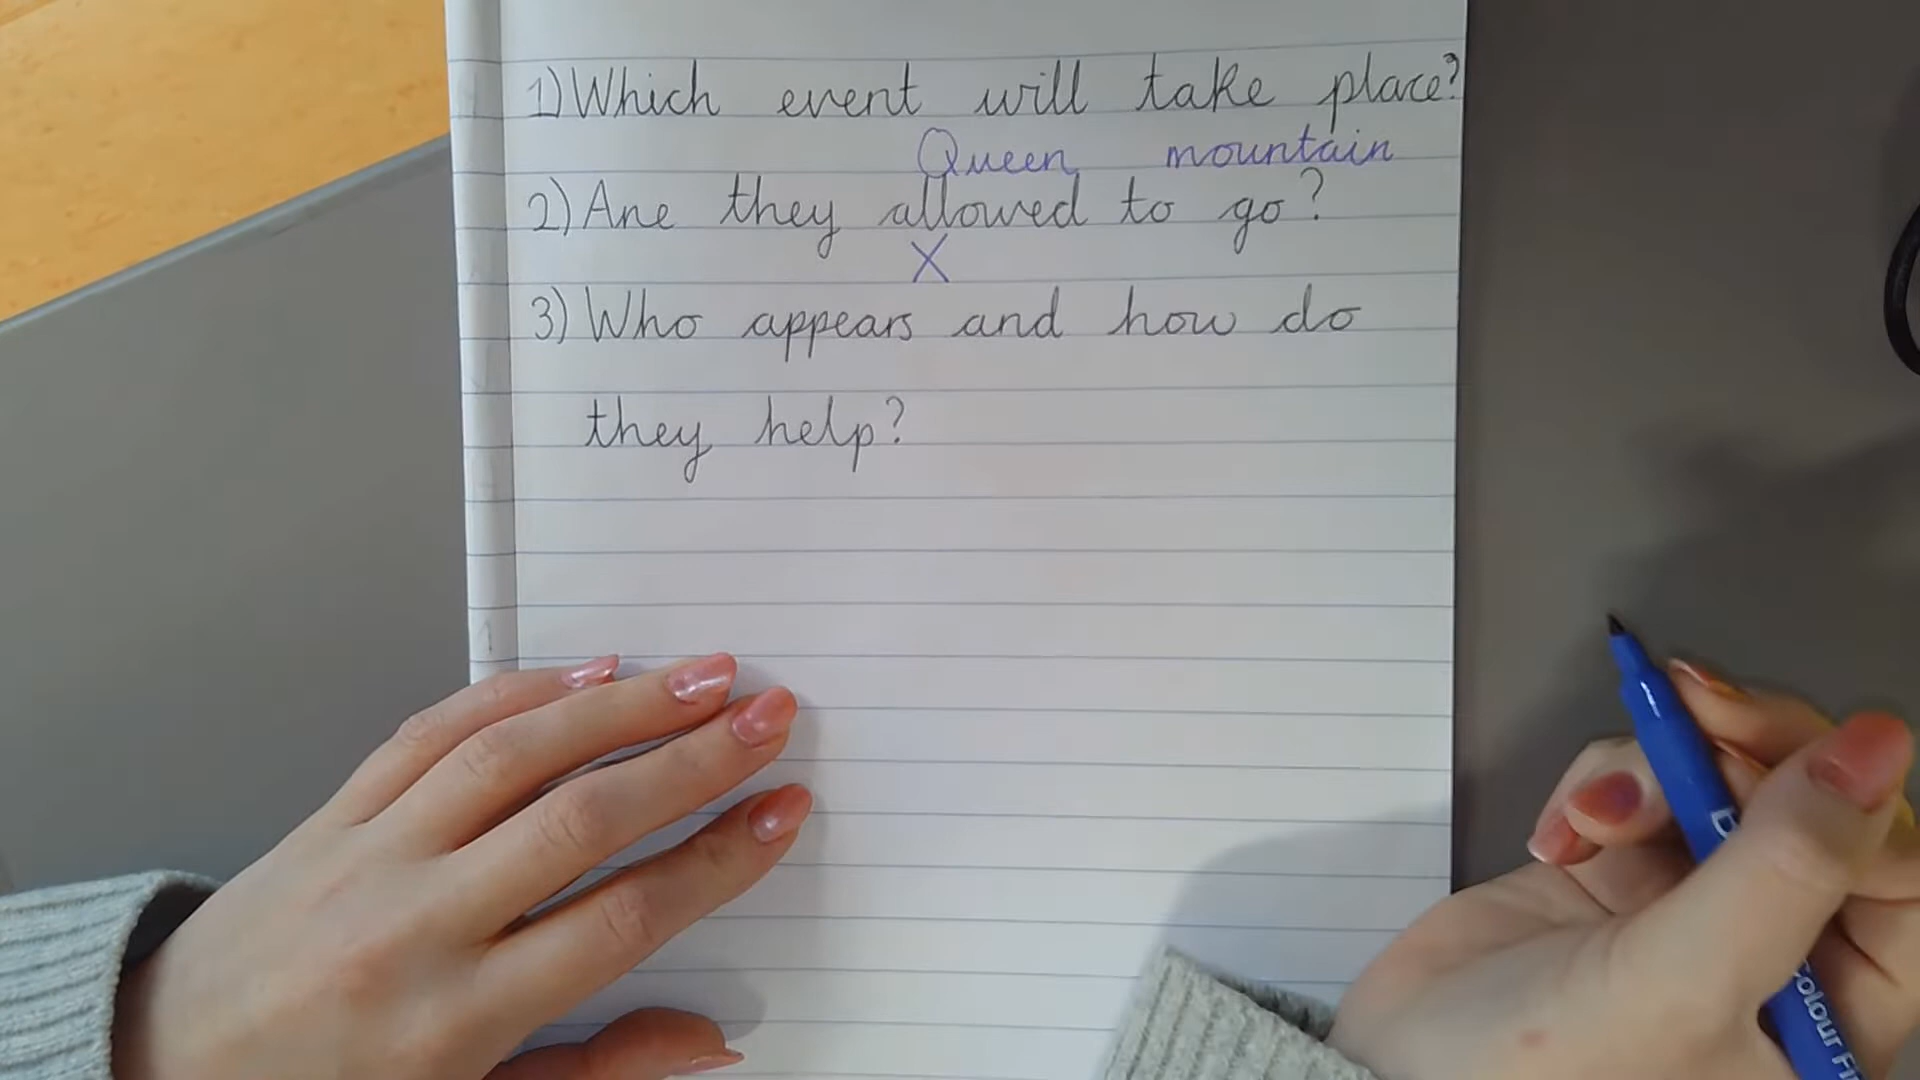 1) Which event will take place?
Queen mountain
2) Are they allowed to go?
X
3) Who appears and how do
they help?